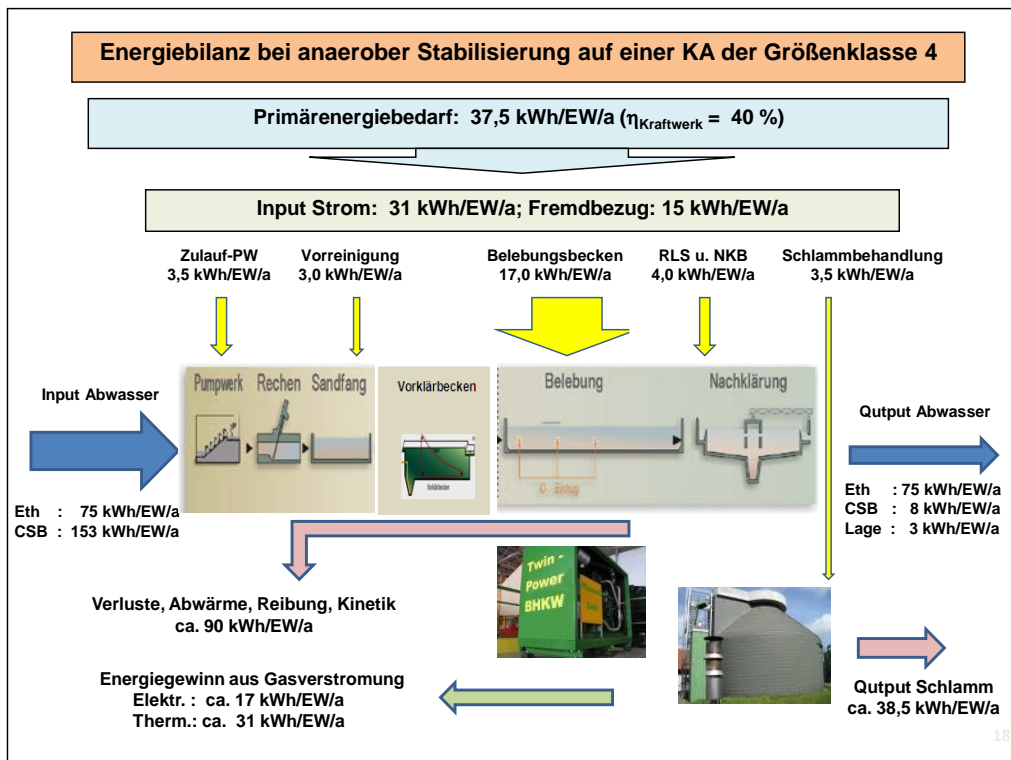 Energiebilanz bei anaerober Stabilisierung auf einer KA der Größenklasse 4
Primärenergiebedarf: 37,5 kWh/EW/a (ηKraftwerk = 40 %)
Input Strom: 31 kWh/EW/a; Fremdbezug: 15 kWh/EW/a
Zulauf-PW
3,5 kWh/EW/a
Vorreinigung
3,0 kWh/EW/a
Belebungsbecken
17,0 kWh/EW/a
RLS u. NKB
4,0 kWh/EW/a
Schlammbehandlung
3,5 kWh/EW/a
Input Abwasser
Eth : 75 kWh/EW/a
CSB : 153 kWh/EW/a
Pumpwerk
Rechen
Sandfang
Vorklärbecken
Vorklärbecken
Belebung
Nachklärung
Qutput Abwasser
Eth : 75 kWh/EW/a
CSB : 8 kWh/EW/a
Lage : 3 kWh/EW/a
Verluste, Abwärme, Reibung, Kinetik
ca. 90 kWh/EW/a
Twin -
Power
BHKW
Energiegewinn aus Gasverstromung
Elektr. : ca. 17 kWh/EW/a
Therm.: ca. 31 kWh/EW/a
Qutput Schlamm
ca. 38,5 kWh/EW/a
18